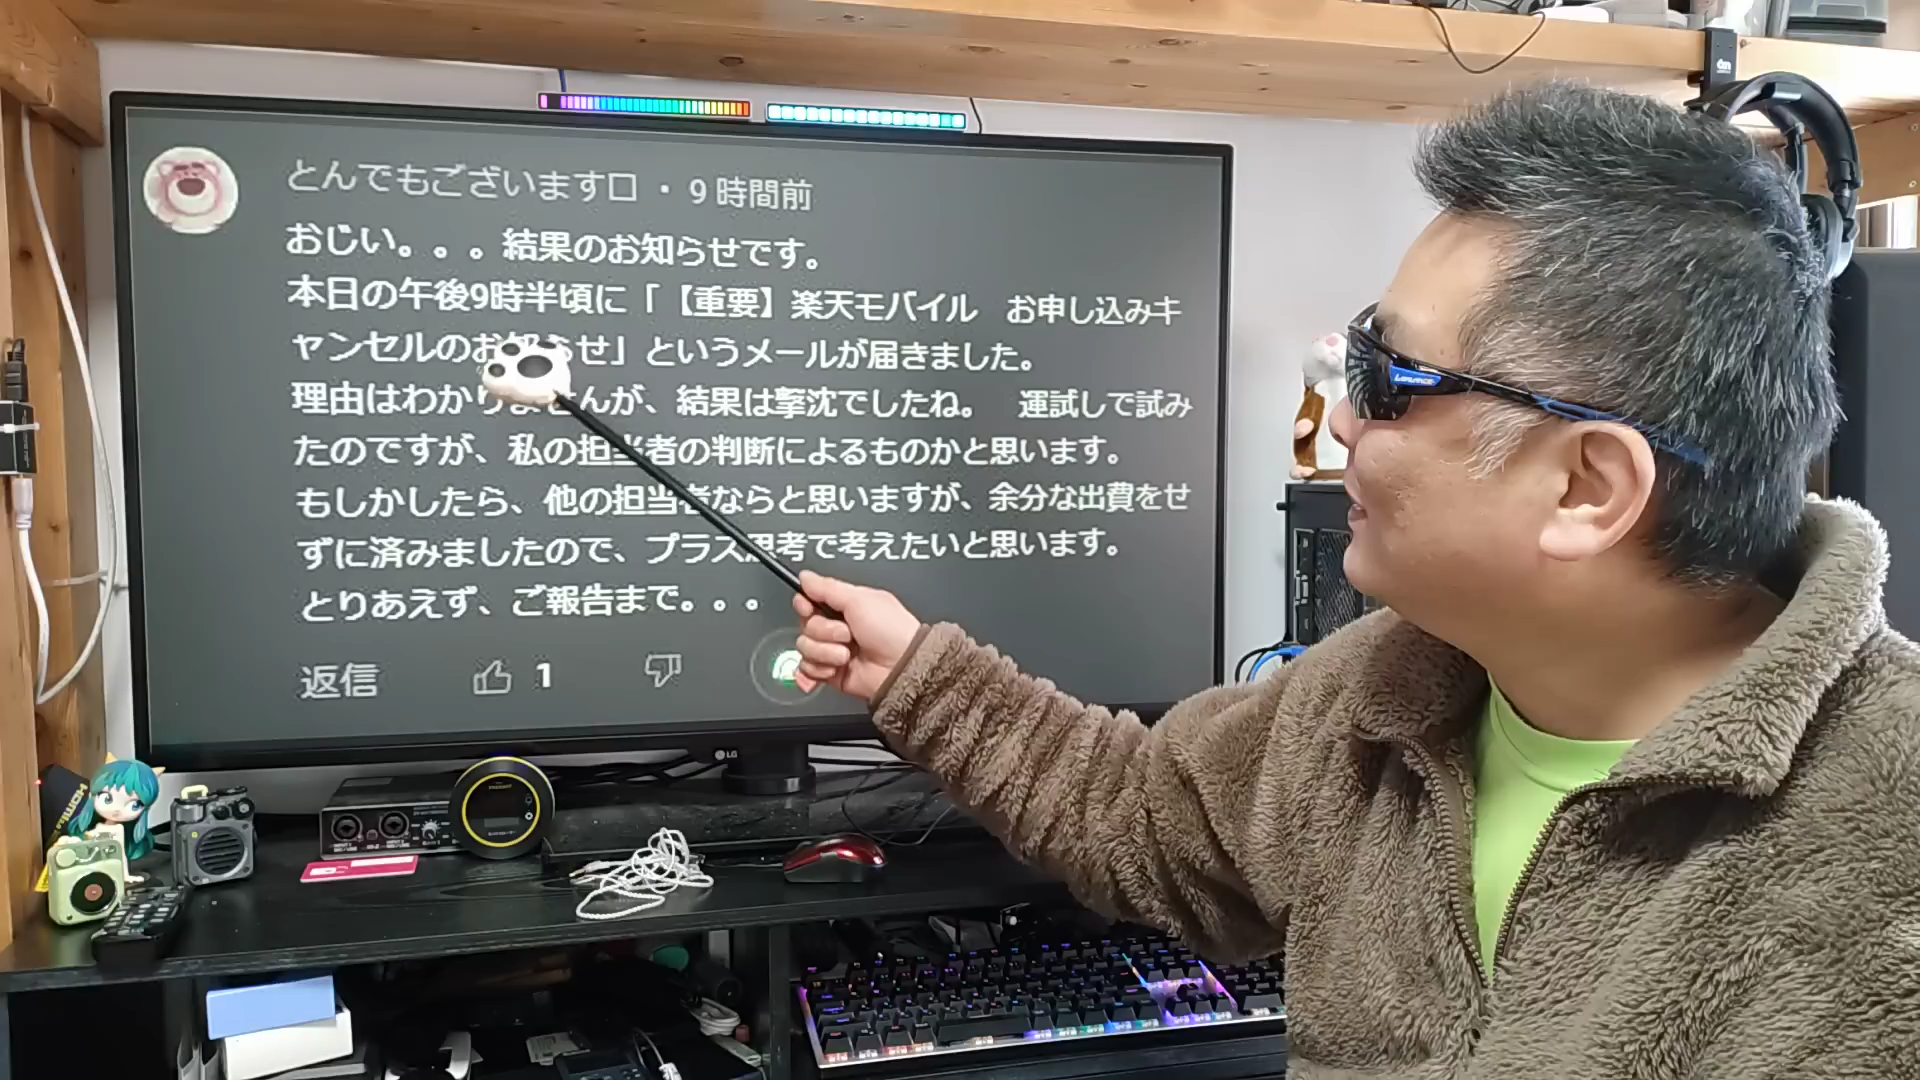 とんでもございます□・9 時間前
おじい。。。結果のお知らせです。
本日の午後9時半頃に「【重要】楽天モバイル　お申し込みキ
ャンセルのお知らせ」というメールが届きました。
理由はわかりませんが、結果は撃沈でしたね。　運試しで試み
たのですが、私の担当者の判断によるものかと思います。
もしかしたら、他の担当者ならと思いますが、余分な出費をせ
ずに済みましたので、プラス思考で考えたいと思います。
とりあえず、ご報告まで。。。
返信 1
LG